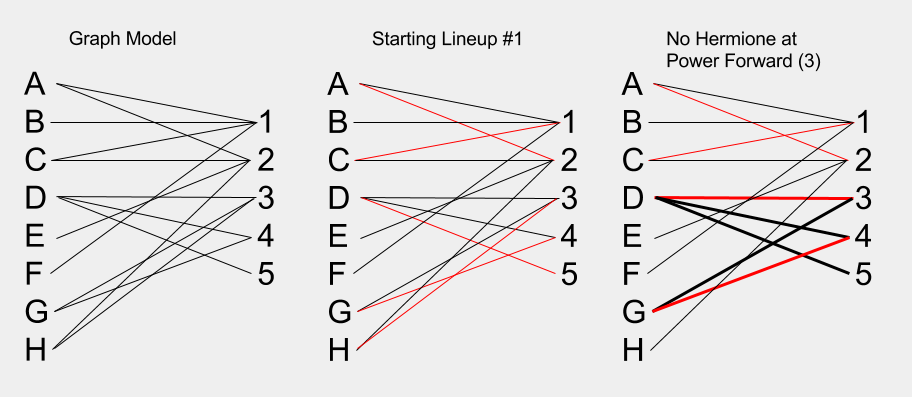 Graph Model
A
B
C
D
E
F
G
H
1
2
3
4
5
Starting Lineup #1
A
B
C
D
E
F
G
H
1
2
3
4
5
No Hermione at
Power Forward (3)
A
B
C
D
E
F
G
H
1
2
3
4
5